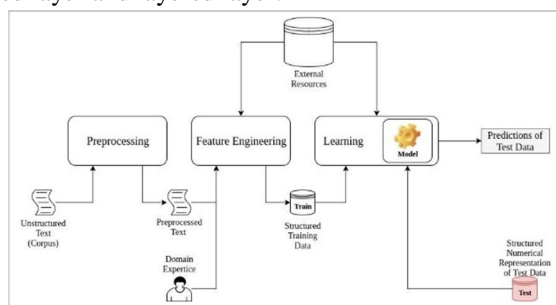 External
Resources
Preprocessing
Feature Engineering
Learning
Model
Predictions of
Test Data
Unstructured
Text
(Corpus)
Preprocessed
Text
Train
Structured
Training
Data
Domain
Expertice
Structured
Numerical
Representation
of Test Data
Test